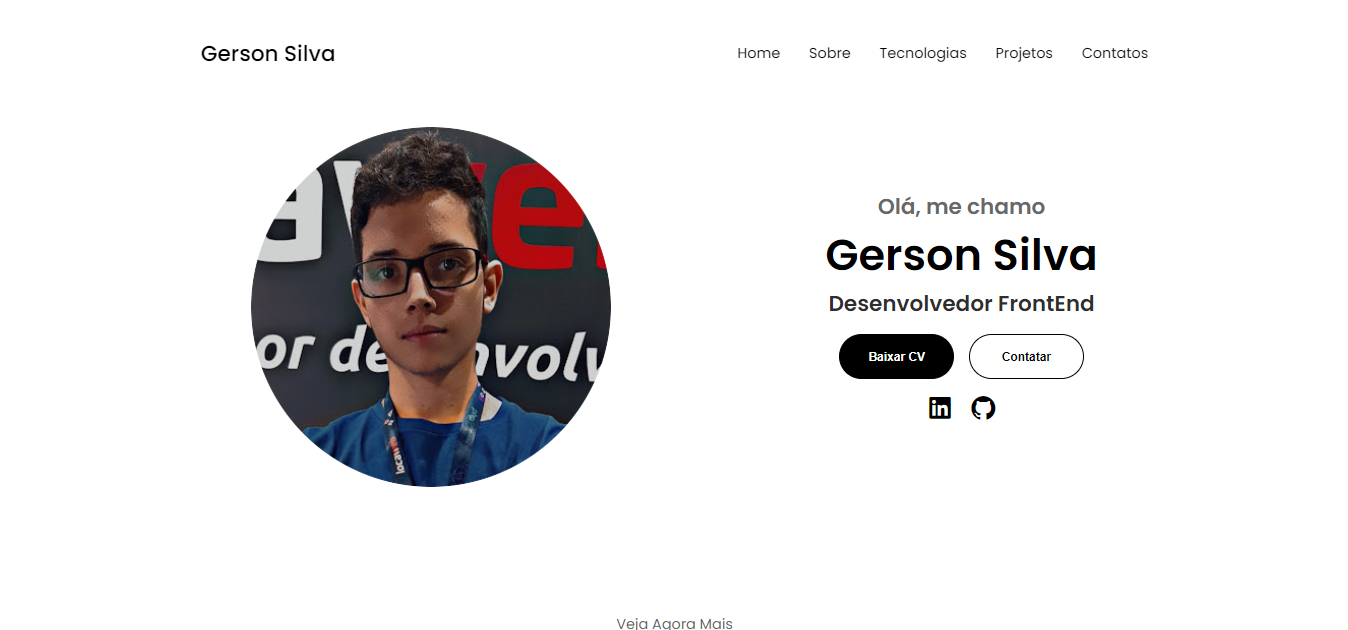 Gerson Silva
Home Sobre Tecnologias Projetos Contatos
Olá, me chamo
Gerson Silva
Desenvolvedor FrontEnd
Baixar CV Contatar
locaweb
Veja Agora Mais